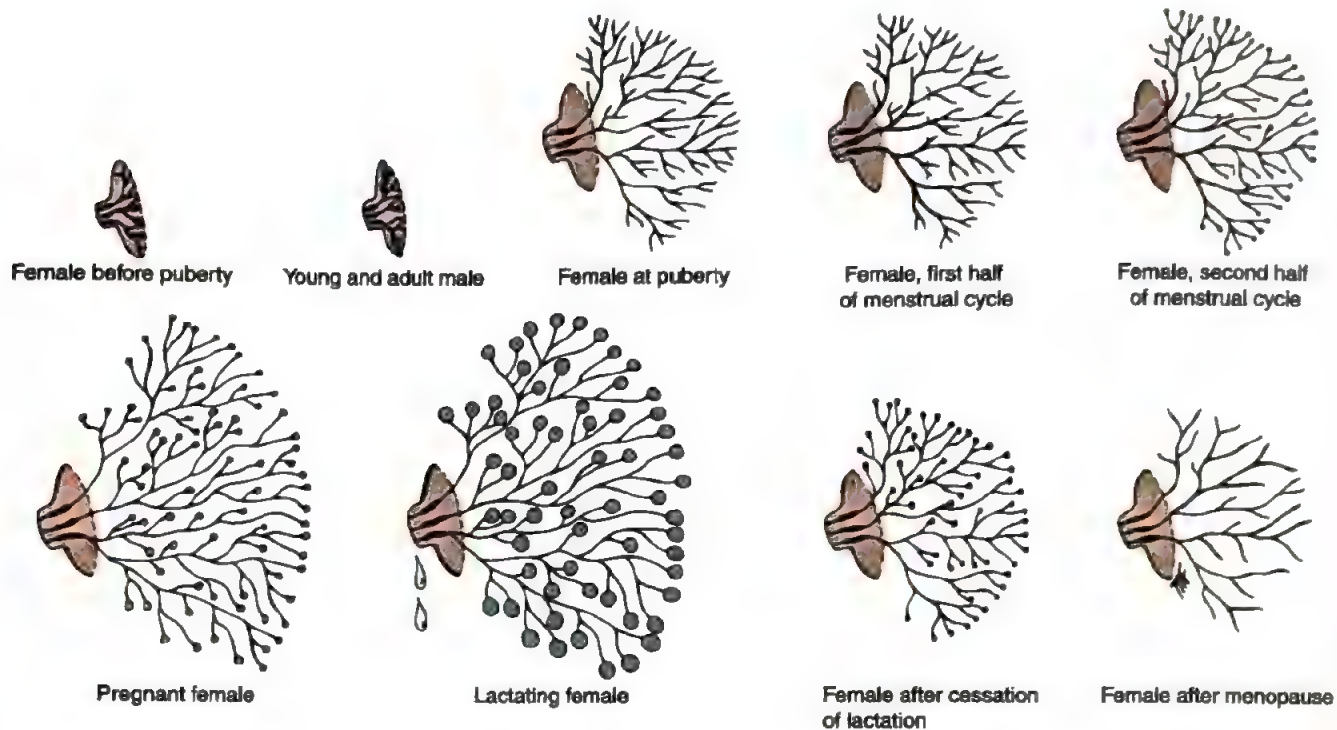 Female before puberty
Young and adult male
Female at puberty
Female, first half
of menstrual cycle
Female, second half
of menstrual cycle
Pregnant female
Lactating female
Female after cessation
of lactation
Female after menopause